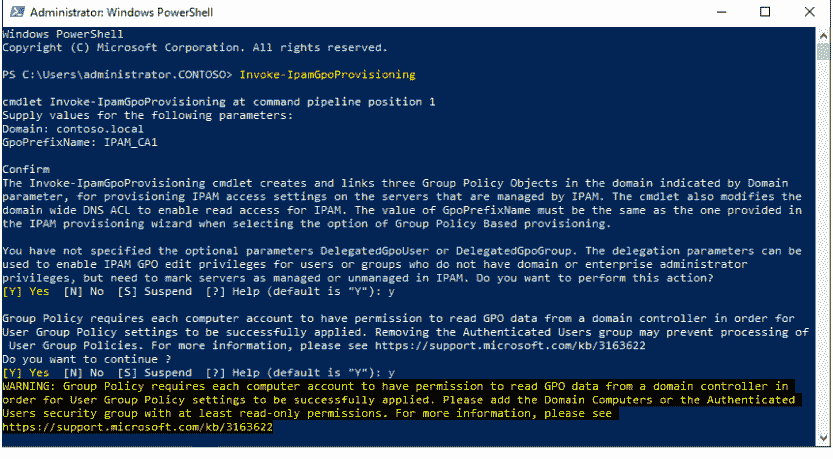 Administrator: Windows PowerShell
Windows PowerShell
Copyright (C) Microsoft Corporation. All rights reserved.
PS C:\Users\administrator.CONTOSO> Invoke-IpamGpoProvisioning
cmdlet Invoke-IpamGpoProvisioning at command pipeline position 1
Supply values for the following parameters:
Domain: contoso.local
GpoPrefixName: IPAM_CA1
Confirm
The Invoke-IpamGpoProvisioning cmdlet creates and links three Group Policy Objects in the domain indicated by Domain
parameter, for provisioning IPAM access settings on the servers that are managed by IPAM. The cmdlet also modifies the
domain wide DNS ACL to enable read access for IPAM. The value of GpoPrefixName must be the same as the one provided in
the IPAM provisioning wizard when selecting the option of Group Policy Based provisioning.
You have not specified the optional parameters DelegatedGpoUser or DelegatedGpoGroup. The delegation parameters can be
used to enable IPAM GPO edit privileges for users or groups who do not have domain or enterprise administrator
privileges, but need to mark servers as managed or unmanaged in IPAM. Do you want to perform this action?
[Y] Yes  [N] No  [S] Suspend  [?] Help (default is "Y"): y
Group Policy requires each computer account to have permission to read GPO data from a domain controller in order for
User Group Policy settings to be successfully applied. Removing the Authenticated Users group may prevent processing of
User Group Policies. For more information, please see https://support.microsoft.com/kb/3163622
Do you want to continue ?
[Y] Yes  [N] No  [S] Suspend  [?] Help (default is "Y"): y
WARNING: Group Policy requires each computer account to have permission to read GPO data from a domain controller in
order for User Group Policy settings to be successfully applied. Please add the Domain Computers or the Authenticated
Users security group with at least read-only permissions. For more information, please see
https://support.microsoft.com/kb/3163622